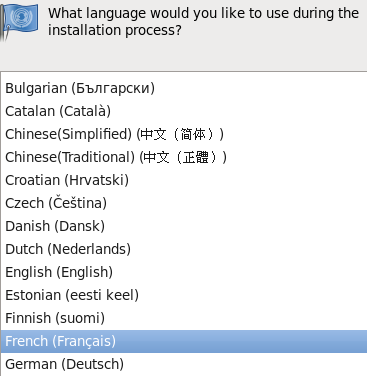 What language would you like to use during the
installation process?
Bulgarian (Български)
Catalan (Català)
Chinese(Simplified) (中文（简体）)
Chinese(Traditional) (中文（正體）)
Croatian (Hrvatski)
Czech (Čeština)
Danish (Dansk)
Dutch (Nederlands)
English (English)
Estonian (eesti keel)
Finnish (suomi)
French (Français)
German (Deutsch)